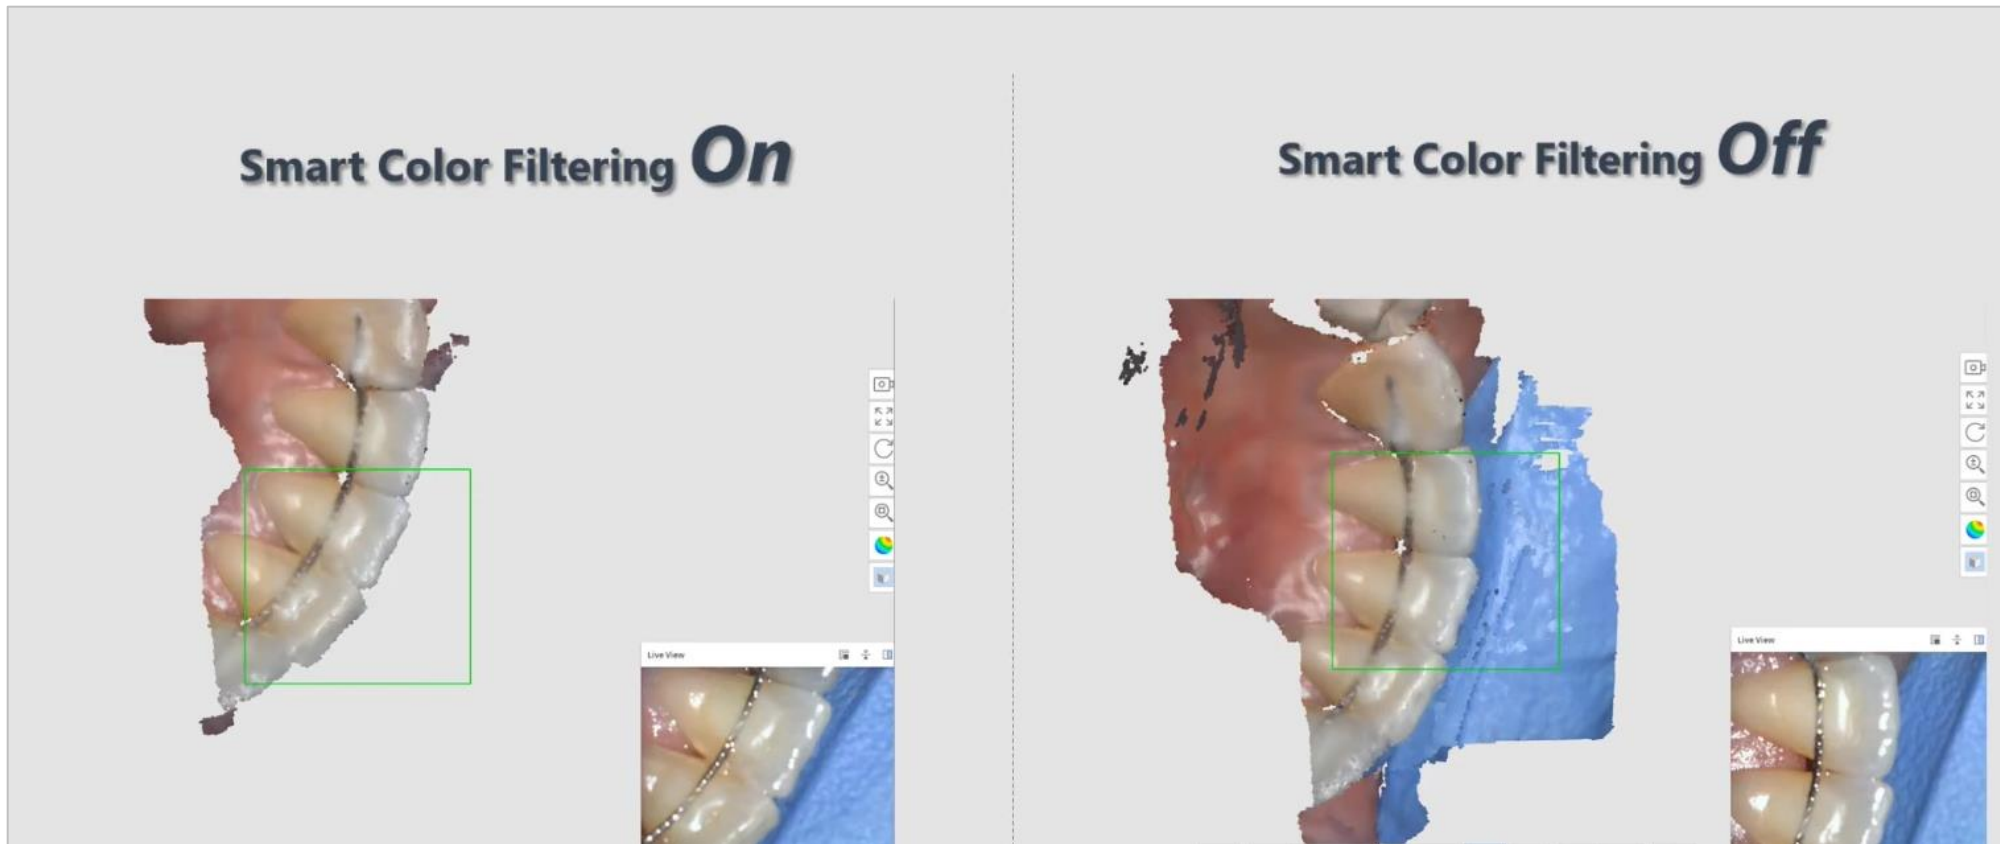 Smart Color Filtering On
Smart Color Filtering Off
Live View
Live View